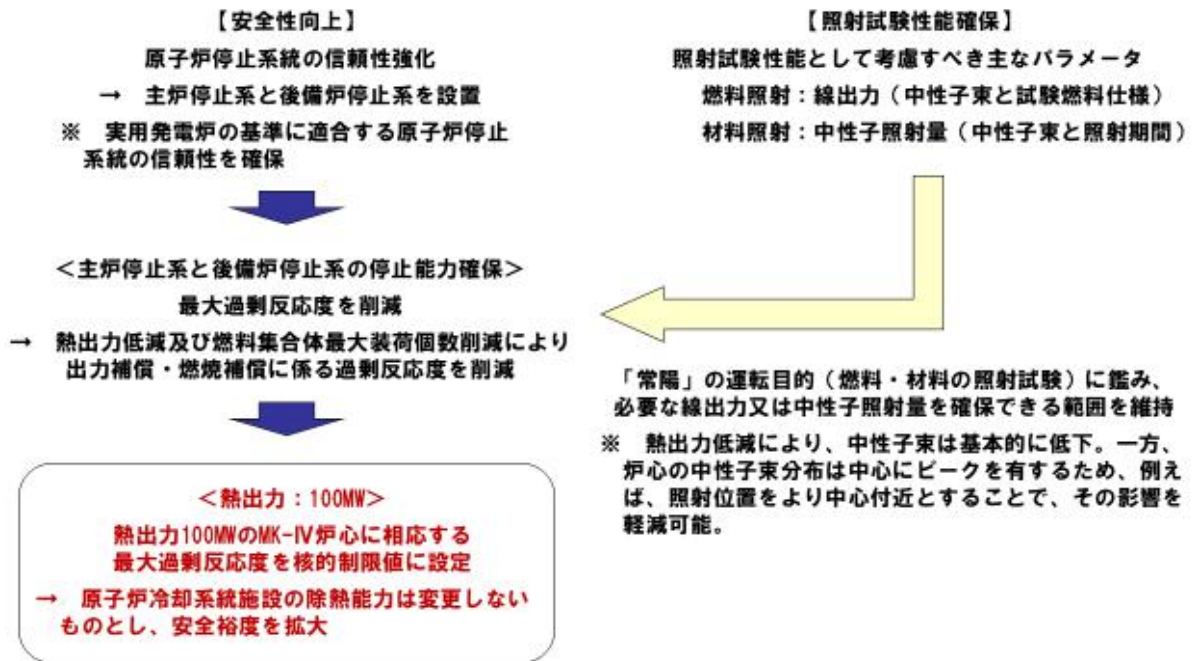 【安全性向上】
原子炉停止系統の信頼性強化
→ 主炉停止系と後備炉停止系を設置
※ 実用発電炉の基準に適合する原子炉停止
系統の信頼性を確保
<主炉停止系と後備炉停止系の停止能力確保>
最大過剰反応度を削減
→ 熱出力低減及び燃料集合体最大装荷個数削減により
出力補償・燃焼補償に係る過剰反応度を削減
<熱出力:100MW>
熱出力100MWのMK-Ⅳ炉心に相応する
最大過剰反応度を核的制限値に設定
→ 原子炉冷却系統施設の除熱能力は変更しない
ものとし、安全裕度を拡大
【照射試験性能確保】
照射試験性能として考慮すべき主なパラメータ
燃料照射:線出力(中性子束と試験燃料仕様)
材料照射:中性子照射量(中性子束と照射期間)
「常陽」の運転目的(燃料・材料の照射試験)に鑑み、
必要な線出力又は中性子照射量を確保できる範囲を維持
※ 熱出力低減により、中性子束は基本的に低下。一方、
炉心の中性子束分布は中心にピークを有するため、例え
ば、照射位置をより中心付近とすることで、その影響を
軽減可能。